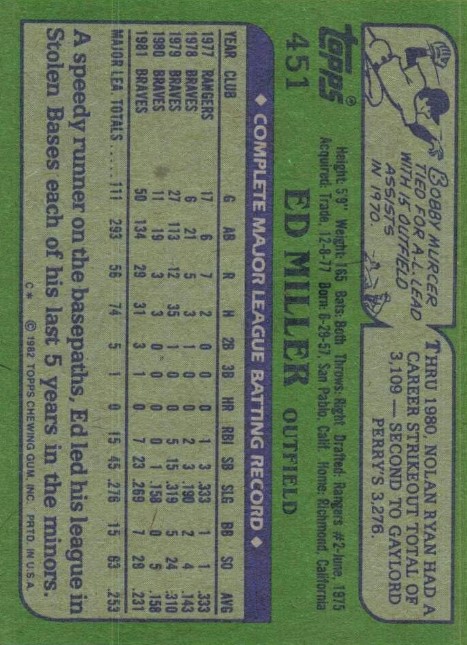 BOBBY MURCER
TIED FOR A.L. LEAD
WITH 15 OUTFIELD
ASSISTS
IN 1970.
THRU 1980, NOLAN RYAN HAD A
CAREER STRIKEOUT TOTAL OF
3,109 — SECOND TO GAYLORD
PERRY'S 3,276.
topps®
Height: 5'9" Weight: 165 Bats: Both Throws: Right Drafted: Rangers #2-June, 1975
Acquired: Trade, 12-8-77 Born: 6-29-57, San Pablo, Calif. Home: Richmond, California
451 ED MILLER OUTFIELD
◆ COMPLETE MAJOR LEAGUE BATTING RECORD ◆
YEAR CLUB G AB R H 2B 3B HR RBI SB SLG BB SO AVG
1977 RANGERS 17 6 7 2 0 0 0 1 3 .333 1 1 .333
1978 BRAVES 6 21 5 3 1 0 0 2 3 .190 2 4 .143
1979 BRAVES 27 113 12 35 1 0 0 5 15 .319 5 24 .310
1980 BRAVES 11 19 3 3 0 0 0 0 1 .158 0 5 .158
1981 BRAVES 50 134 29 31 3 1 0 7 23 .269 7 29 .231
MAJOR LEA. TOTALS ...... 111 293 56 74 5 1 0 15 45 .276 15 63 .253
A speedy runner on the basepaths, Ed led his league in
Stolen Bases each of his last 5 years in the minors.
C* © 1982 TOPPS CHEWING GUM, INC. PRTD. IN U.S.A.